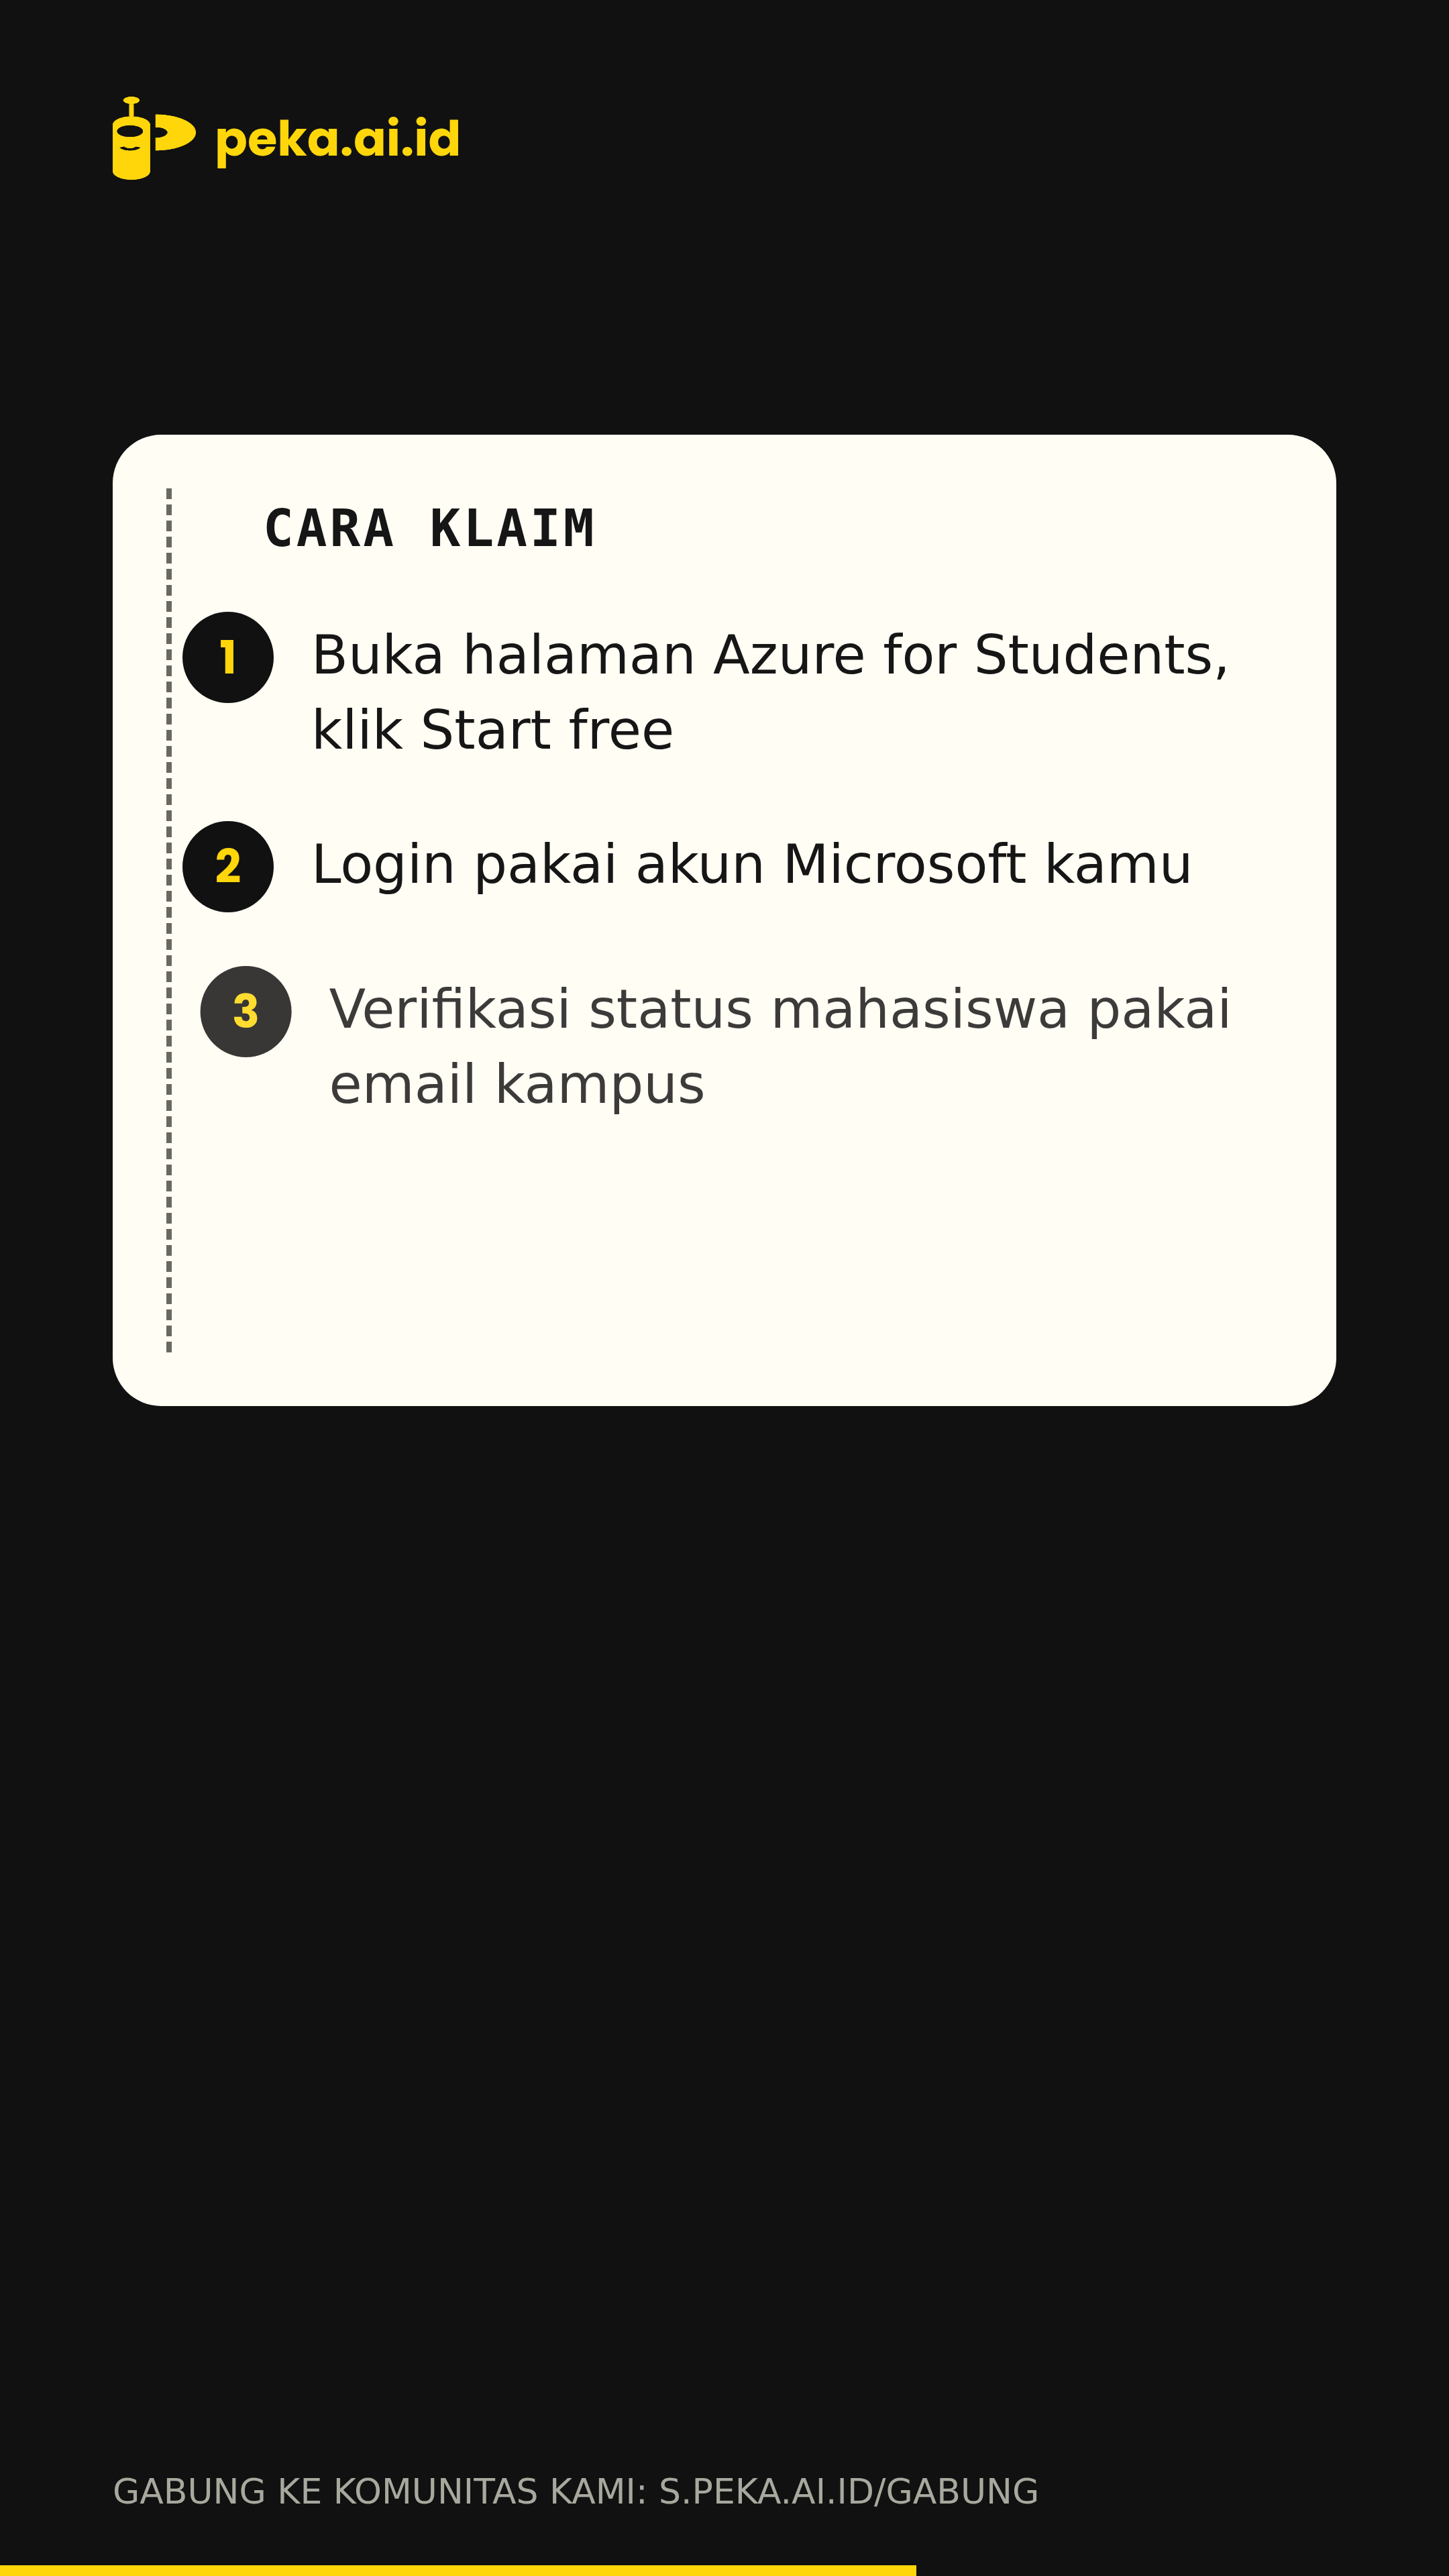 peka.ai.id
CARA KLAIM
1
Buka halaman Azure for Students,
klik Start free
2
Login pakai akun Microsoft kamu
3
Verifikasi status mahasiswa pakai
email kampus
GABUNG KE KOMUNITAS KAMI: S.PEKA.AI.ID/GABUNG